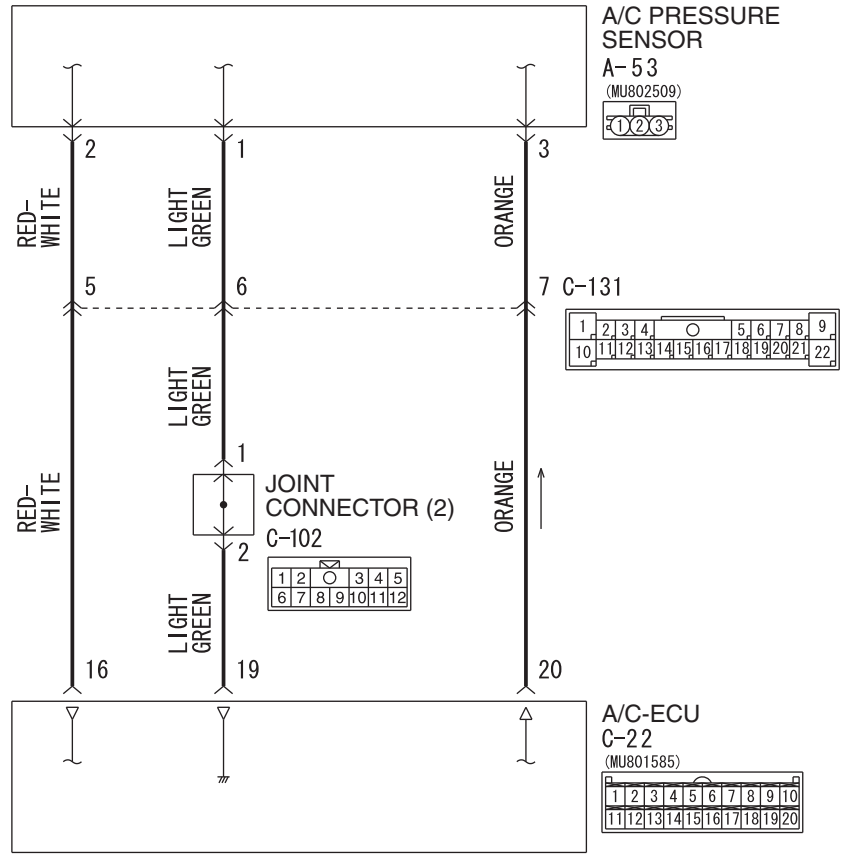 A/C PRESSURE
SENSOR
A-53
(MU802509)
1 2 3
2 1 3
RED-
WHITE
LIGHT
GREEN
ORANGE
5 6 7 C-131
1 2 3 4 5 6 7 8 9
10 11 12 13 14 15 16 17 18 19 20 21 22
LIGHT
GREEN
1
RED-
WHITE
JOINT
CONNECTOR (2)
C-102
ORANGE
2
1 2 3 4 5
6 7 8 9 10 11 12
LIGHT
GREEN
16 19 20
A/C-ECU
C-22
(MU801585)
1 2 3 4 5 6 7 8 9 10
11 12 13 14 15 16 17 18 19 20